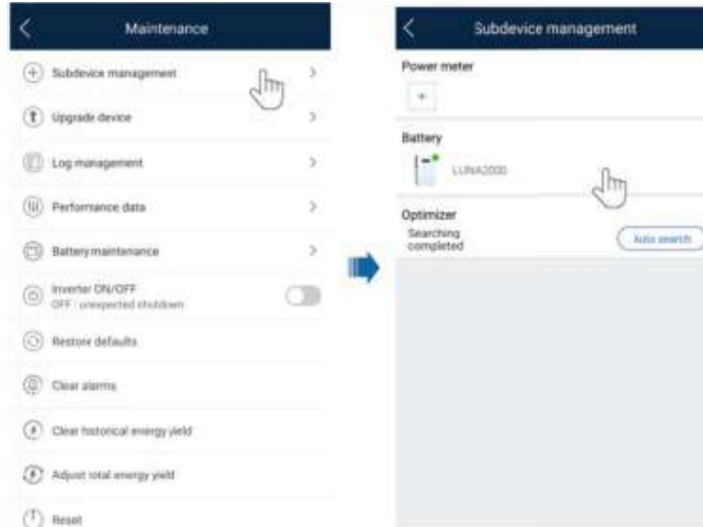 Maintenance
Subdevice management
Upgrade device
Log management
Performance data
Battery maintenance
Inverter ON/OFF
OFF : unexpected shutdown
Restore defaults
Clear alarms
Clear historical energy yield
Adjust total energy yield
Reset
Subdevice management
Power meter
Battery
LUNA2000
Optimizer
Searching
completed
Auto search